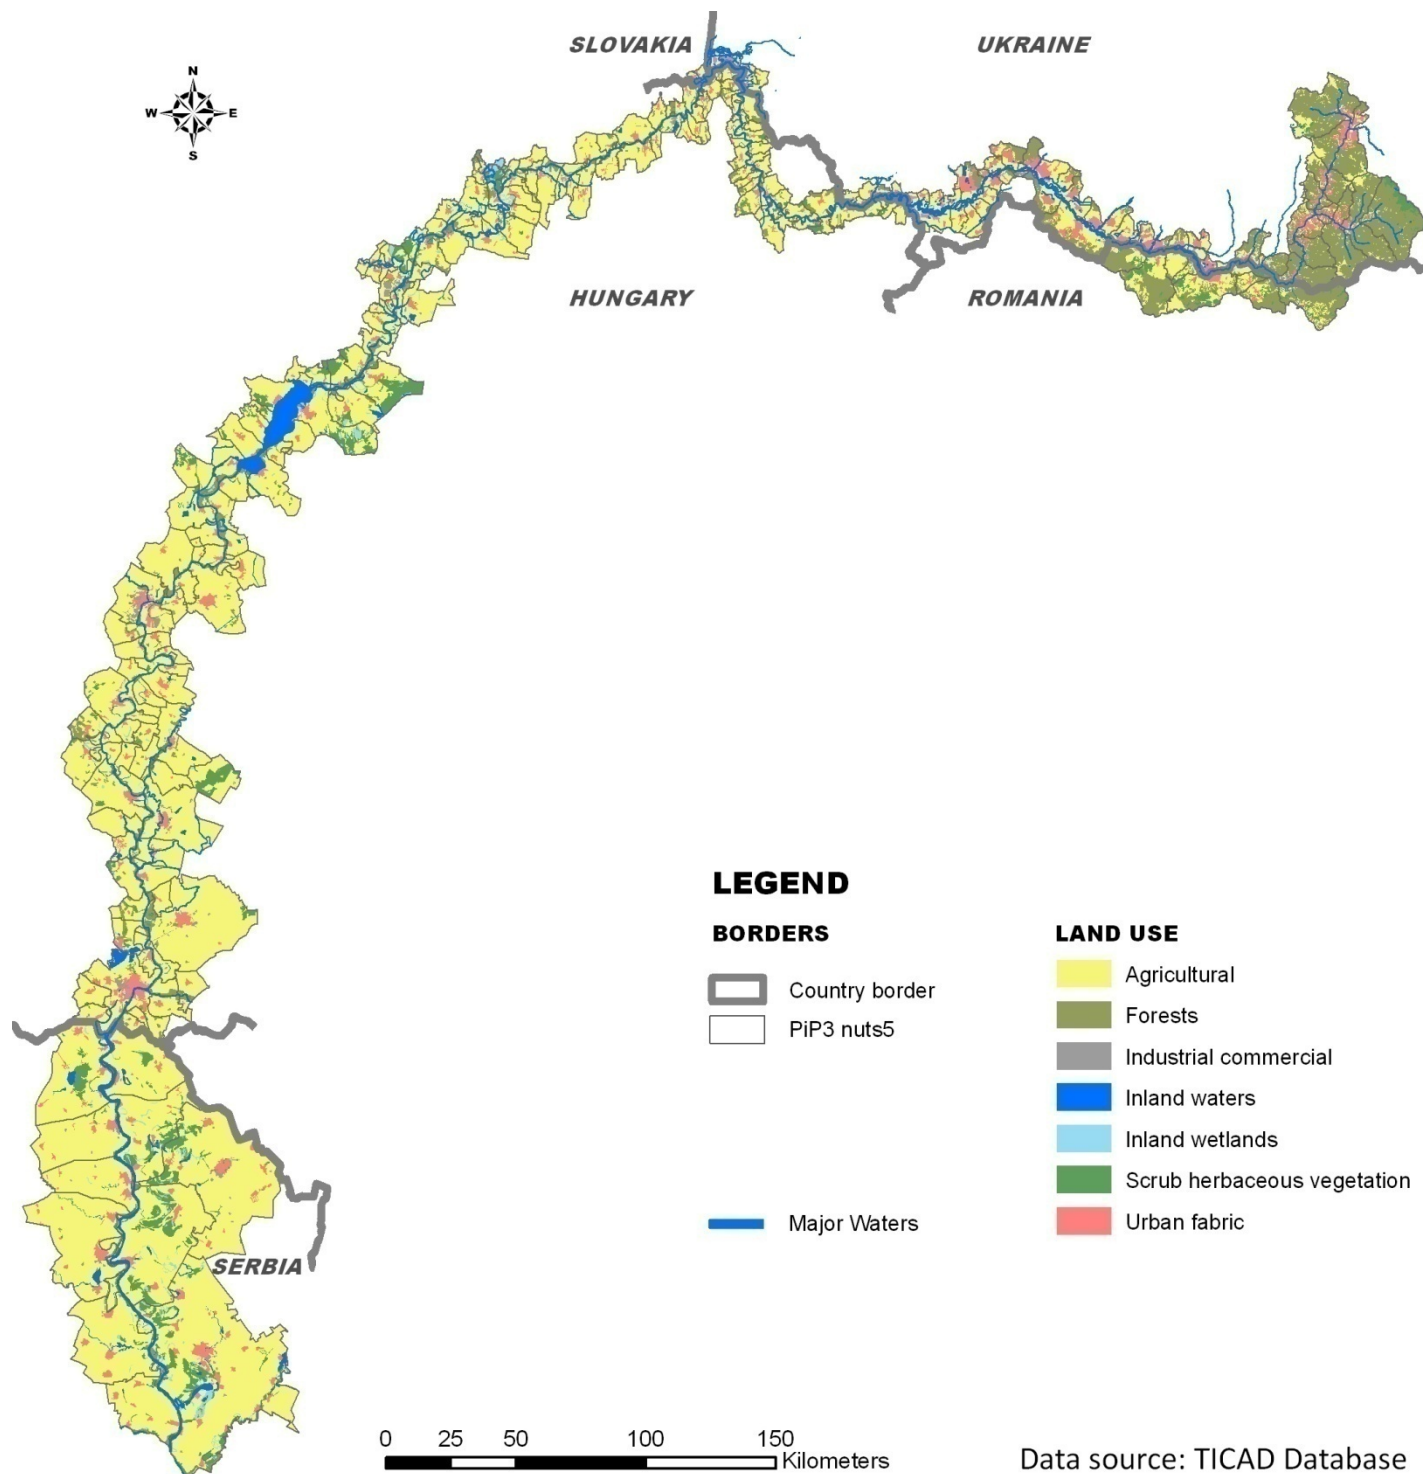 SLOVAKIA
UKRAINE
N
W E
S
HUNGARY
ROMANIA
LEGEND
BORDERS
Country border
PiP3 nuts5
Major Waters
LAND USE
Agricultural
Forests
Industrial commercial
Inland waters
Inland wetlands
Scrub herbaceous vegetation
Urban fabric
SERBIA
0 25 50 100 150
Kilometers
Data source: TICAD Database